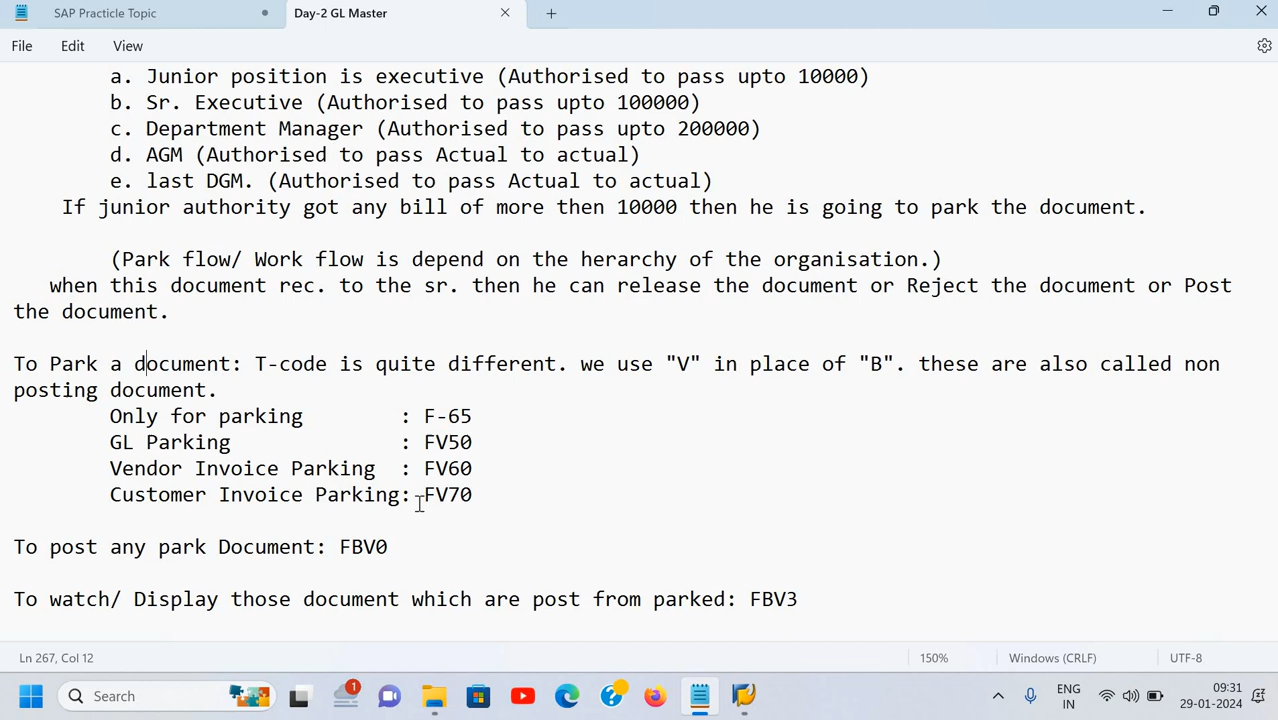 SAP Practicle Topic
Day-2 GL Master
File Edit View
a. Junior position is executive (Authorised to pass upto 10000)
b. Sr. Executive (Authorised to pass upto 100000)
c. Department Manager (Authorised to pass upto 200000)
d. AGM (Authorised to pass Actual to actual)
e. last DGM. (Authorised to pass Actual to actual)
If junior authority got any bill of more then 10000 then he is going to park the document.
(Park flow/ Work flow is depend on the herarchy of the organisation.)
when this document rec. to the sr. then he can release the document or Reject the document or Post
the document.
To Park a document: T-code is quite different. we use "V" in place of "B". these are also called non
posting document.
Only for parking : F-65
GL Parking : FV50
Vendor Invoice Parking : FV60
Customer Invoice Parking: FV70
To post any park Document: FBV0
To watch/ Display those document which are post from parked: FBV3
Ln 267, Col 12
150%
Windows (CRLF)
UTF-8
Search
1
ENG
IN
09:31
29-01-2024